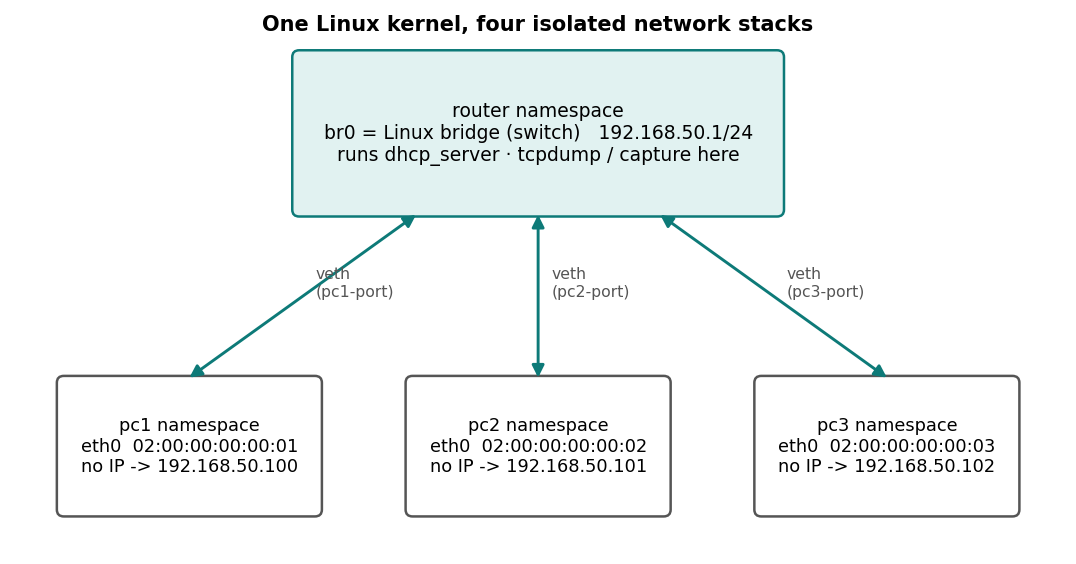 One Linux kernel, four isolated network stacks
router namespace
br0 = Linux bridge (switch)   192.168.50.1/24
runs dhcp_server · tcpdump / capture here
veth
(pc1-port)
veth
(pc2-port)
veth
(pc3-port)
pc1 namespace
eth0  02:00:00:00:00:01
no IP -> 192.168.50.100
pc2 namespace
eth0  02:00:00:00:00:02
no IP -> 192.168.50.101
pc3 namespace
eth0  02:00:00:00:00:03
no IP -> 192.168.50.102